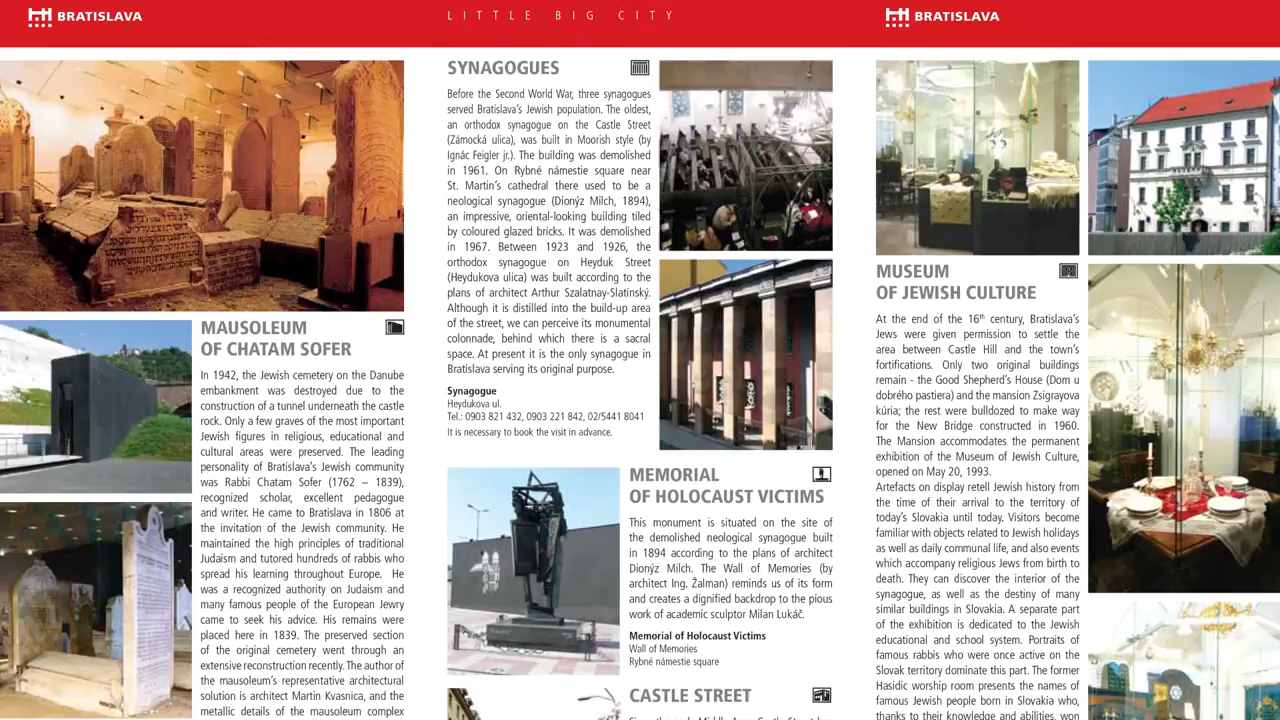 BRATISLAVA
LITTLE BIG CITY
BRATISLAVA
MAUSOLEUM
OF CHATAM SOFER
In 1942, the Jewish cemetery on the Danube
embankment was destroyed due to the
construction of a tunnel underneath the castle
rock. Only a few graves of the most important
Jewish figures in religious, educational and
cultural areas were preserved. The leading
personality of Bratislava's Jewish community
was Rabbi Chatam Sofer (1762 – 1839),
recognized scholar, excellent pedagogue
and writer. He came to Bratislava in 1806 at
the invitation of the Jewish community. He
maintained the high principles of traditional
Judaism and tutored hundreds of rabbis who
spread his learning throughout Europe. He
was a recognized authority on Judaism and
many famous people of the European Jewry
came to seek his advice. His remains were
placed here in 1839. The preserved section
of the original cemetery went through an
extensive reconstruction recently. The author of
the mausoleum's representative architectural
solution is architect Martin Kvasnica, and the
metallic details of the mausoleum complex
SYNAGOGUES
Before the Second World War, three synagogues
served Bratislava's Jewish population. The oldest,
an orthodox synagogue on the Castle Street
(Zámocká ulica), was built in Moorish style (by
Ignác Feigler jr.). The building was demolished
in 1961. On Rybné námestie square near
St. Martin's cathedral there used to be a
neological synagogue (Dionýz Milch, 1894),
an impressive, oriental-looking building tiled
by coloured glazed bricks. It was demolished
in 1967. Between 1923 and 1926, the
orthodox synagogue on Heyduk Street
(Heydukova ulica) was built according to the
plans of architect Arthur Szalatnay-Slatinský.
Although it is distilled into the build-up area
of the street, we can perceive its monumental
colonnade, behind which there is a sacral
space. At present it is the only synagogue in
Bratislava serving its original purpose.
Synagogue
Heydukova ul.
Tel.: 0903 821 432, 0903 221 842, 02/5441 8041
It is necessary to book the visit in advance.
MEMORIAL
OF HOLOCAUST VICTIMS
This monument is situated on the site of
the demolished neological synagogue built
in 1894 according to the plans of architect
Dionýz Milch. The Wall of Memories (by
architect Ing. Žalman) reminds us of its form
and creates a dignified backdrop to the pious
work of academic sculptor Milan Lukáč.
Memorial of Holocaust Victims
Wall of Memories
Rybné námestie square
CASTLE STREET
MUSEUM
OF JEWISH CULTURE
At the end of the 16th century, Bratislava's
Jews were given permission to settle the
area between Castle Hill and the town's
fortifications. Only two original buildings
remain - the Good Shepherd's House (Dom u
dobrého pastiera) and the mansion Zsigrayova
kúria; the rest were bulldozed to make way
for the New Bridge constructed in 1960.
The Mansion accommodates the permanent
exhibition of the Museum of Jewish Culture,
opened on May 20, 1993.
Artefacts on display retell Jewish history from
the time of their arrival to the territory of
today's Slovakia until today. Visitors become
familiar with objects related to Jewish holidays
as well as daily communal life, and also events
which accompany religious Jews from birth to
death. They can discover the interior of the
synagogue, as well as the destiny of many
similar buildings in Slovakia. A separate part
of the exhibition is dedicated to the Jewish
educational and school system. Portraits of
famous rabbis who were once active on the
Slovak territory dominate this part. The former
Hasidic worship room presents the names of
famous Jewish people born in Slovakia who,
thanks to their knowledge and abilities, won